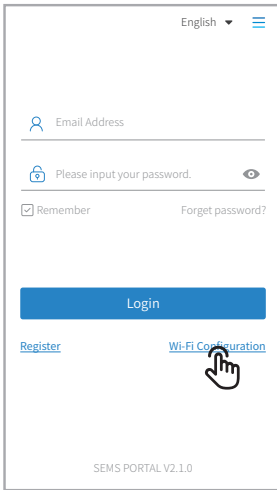 English
Email Address
Please input your password.
Remember Forget password?
Login
Register Wi-Fi Configuration
SEMS PORTAL V2.1.0